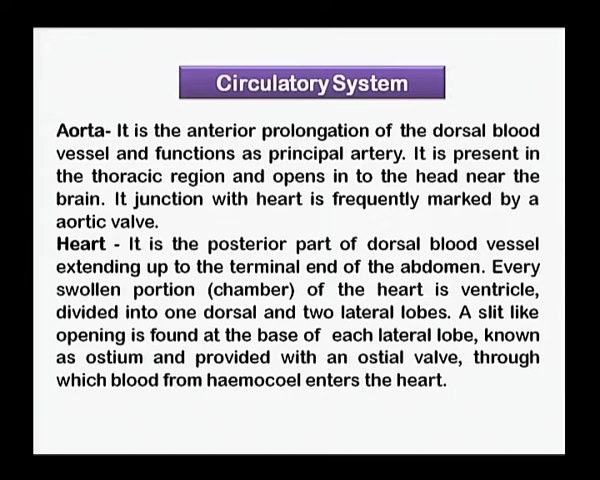 Circulatory System
Aorta- It is the anterior prolongation of the dorsal blood
vessel and functions as principal artery. It is present in
the thoracic region and opens in to the head near the
brain. It junction with heart is frequently marked by a
aortic valve.
Heart - It is the posterior part of dorsal blood vessel
extending up to the terminal end of the abdomen. Every
swollen portion (chamber) of the heart is ventricle,
divided into one dorsal and two lateral lobes. A slit like
opening is found at the base of each lateral lobe, known
as ostium and provided with an ostial valve, through
which blood from haemocoel enters the heart.